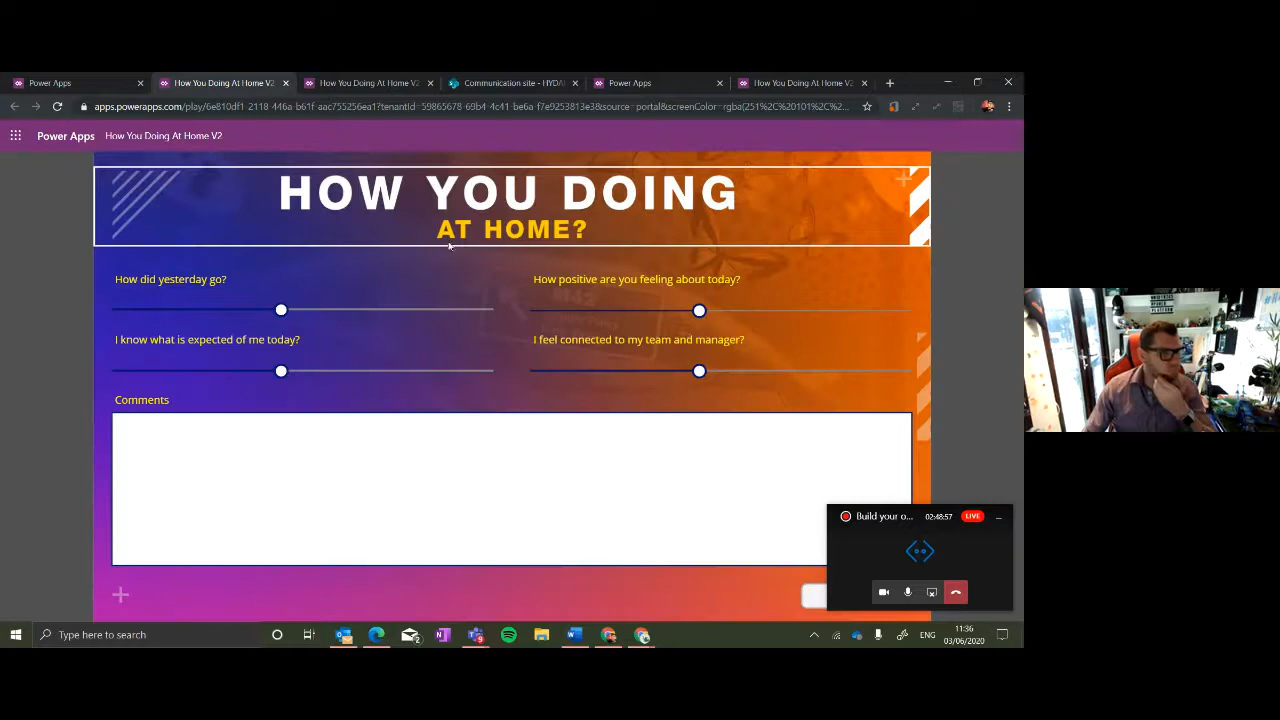 Power Apps
How You Doing At Home V2
How You Doing At Home V2
Communication site - HYDA
Power Apps
How You Doing At Home V2
Power Apps
How You Doing At Home V2
HOW YOU DOING
AT HOME?
How did yesterday go?
How positive are you feeling about today?
I know what is expected of me today?
I feel connected to my team and manager?
Comments
Build your o...
02:48:57
LIVE
Type here to search
ENG
11:36
03/06/2020